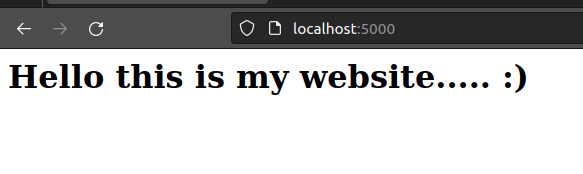 localhost:5000
Hello this is my website..... :)